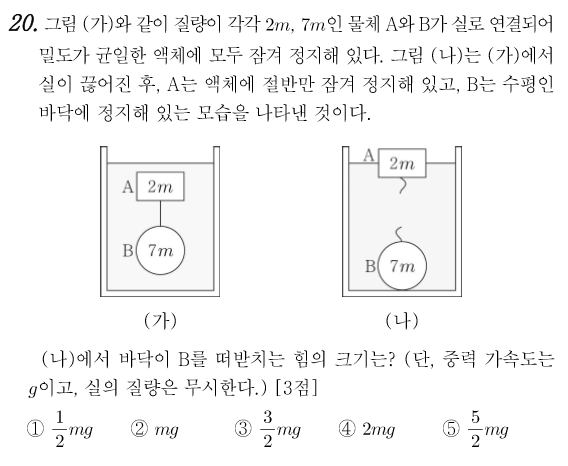 20. 그림 (가)와 같이 질량이 각각 2m, 7m인 물체 A와 B가 실로 연결되어
밀도가 균일한 액체에 모두 잠겨 정지해 있다. 그림 (나)는 (가)에서
실이 끊어진 후, A는 액체에 절반만 잠겨 정지해 있고, B는 수평인
바닥에 정지해 있는 모습을 나타낸 것이다.
A 2m
B 7m
(가)
A 2m
B 7m
(나)
(나)에서 바닥이 B를 떠받치는 힘의 크기는? (단, 중력 가속도는
g이고, 실의 질량은 무시한다.) [3점]
① 1/2 mg ② mg ③ 3/2 mg ④ 2mg ⑤ 5/2 mg